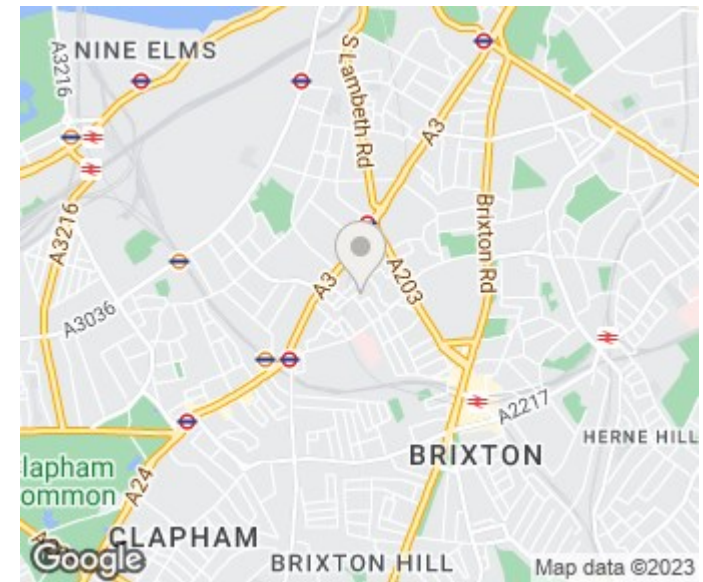 NINE ELMS
A3216
S Lambeth Rd
A3
Brixton Rd
A3216
A3
A203
A3036
A2217
BRIXTON
HERNE HILL
lapham
ommon
A24
CLAPHAM
BRIXTON HILL
Google
Map data ©2023